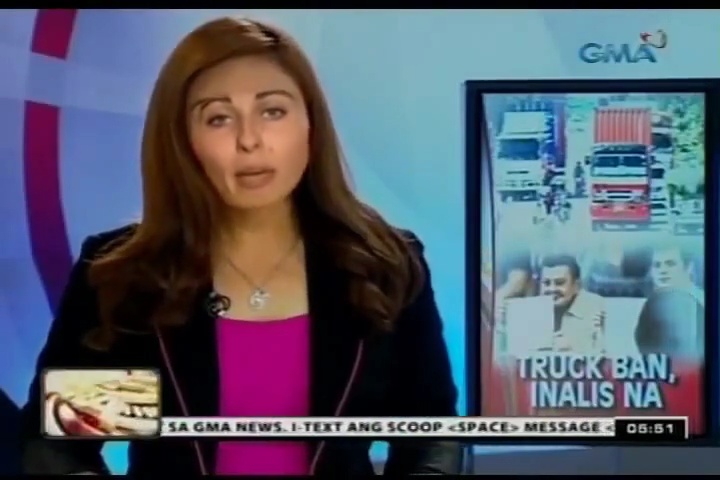 GMA
TRUCK BAN,
INALIS NA
SA GMA NEWS. I-TEXT ANG SCOOP <SPACE> MESSAGE <
05:51